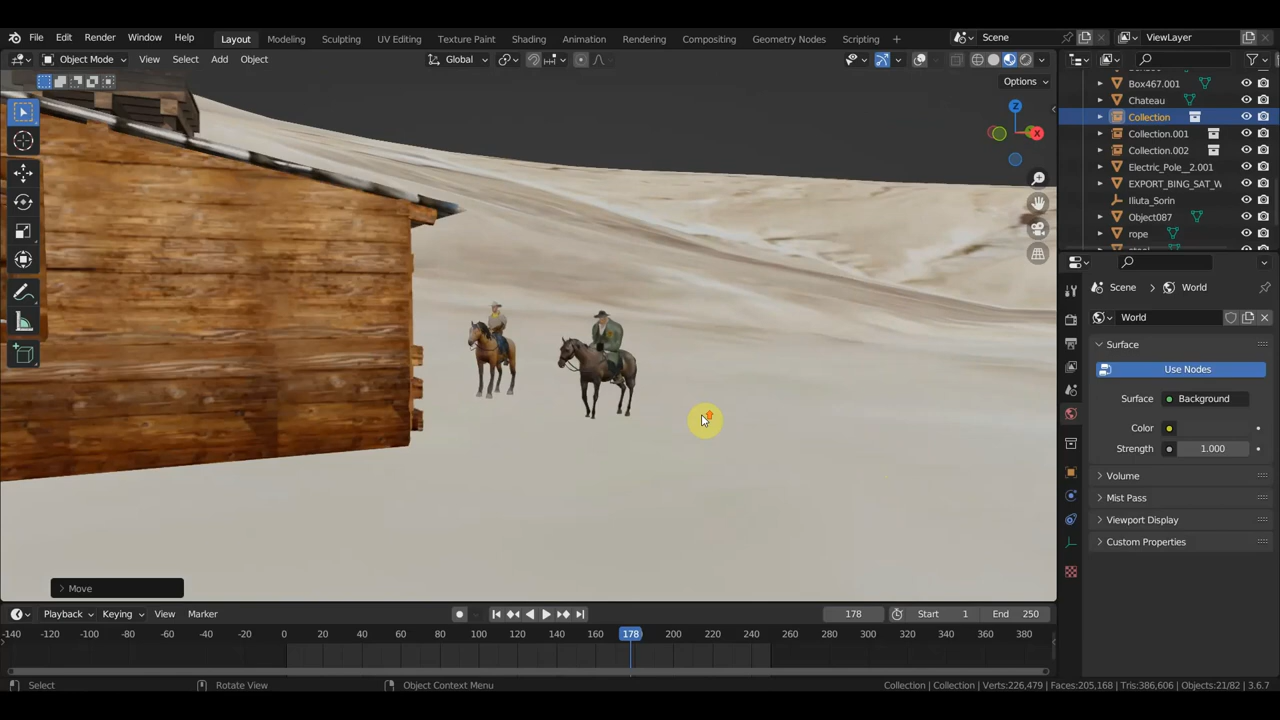 File Edit Render Window Help Layout Modeling Sculpting UV Editing Texture Paint Shading Animation Rendering Compositing Geometry Nodes Scripting + Scene ViewLayer
Object Mode View Select Add Object Global
Options
Z
X
Box467.001
Chateau
Collection
Collection.001
Collection.002
Electric_Pole__2.001
EXPORT_BING_SAT_W
Iliuta_Sorin
Object087
rope
Scene World
World
Surface
Use Nodes
Surface Background
Color
Strength 1.000
Volume
Mist Pass
Viewport Display
Custom Properties
Move
Playback Keying View Marker 178 Start 1 End 250
-140 -120 -100 -80 -60 -40 -20 0 20 40 60 80 100 120 140 160 178 200 220 240 260 280 300 320 340 360 380
Select Rotate View Object Context Menu Collection | Collection | Verts:226,479 | Faces:205,168 | Tris:386,606 | Objects:21/82 | 3.6.7